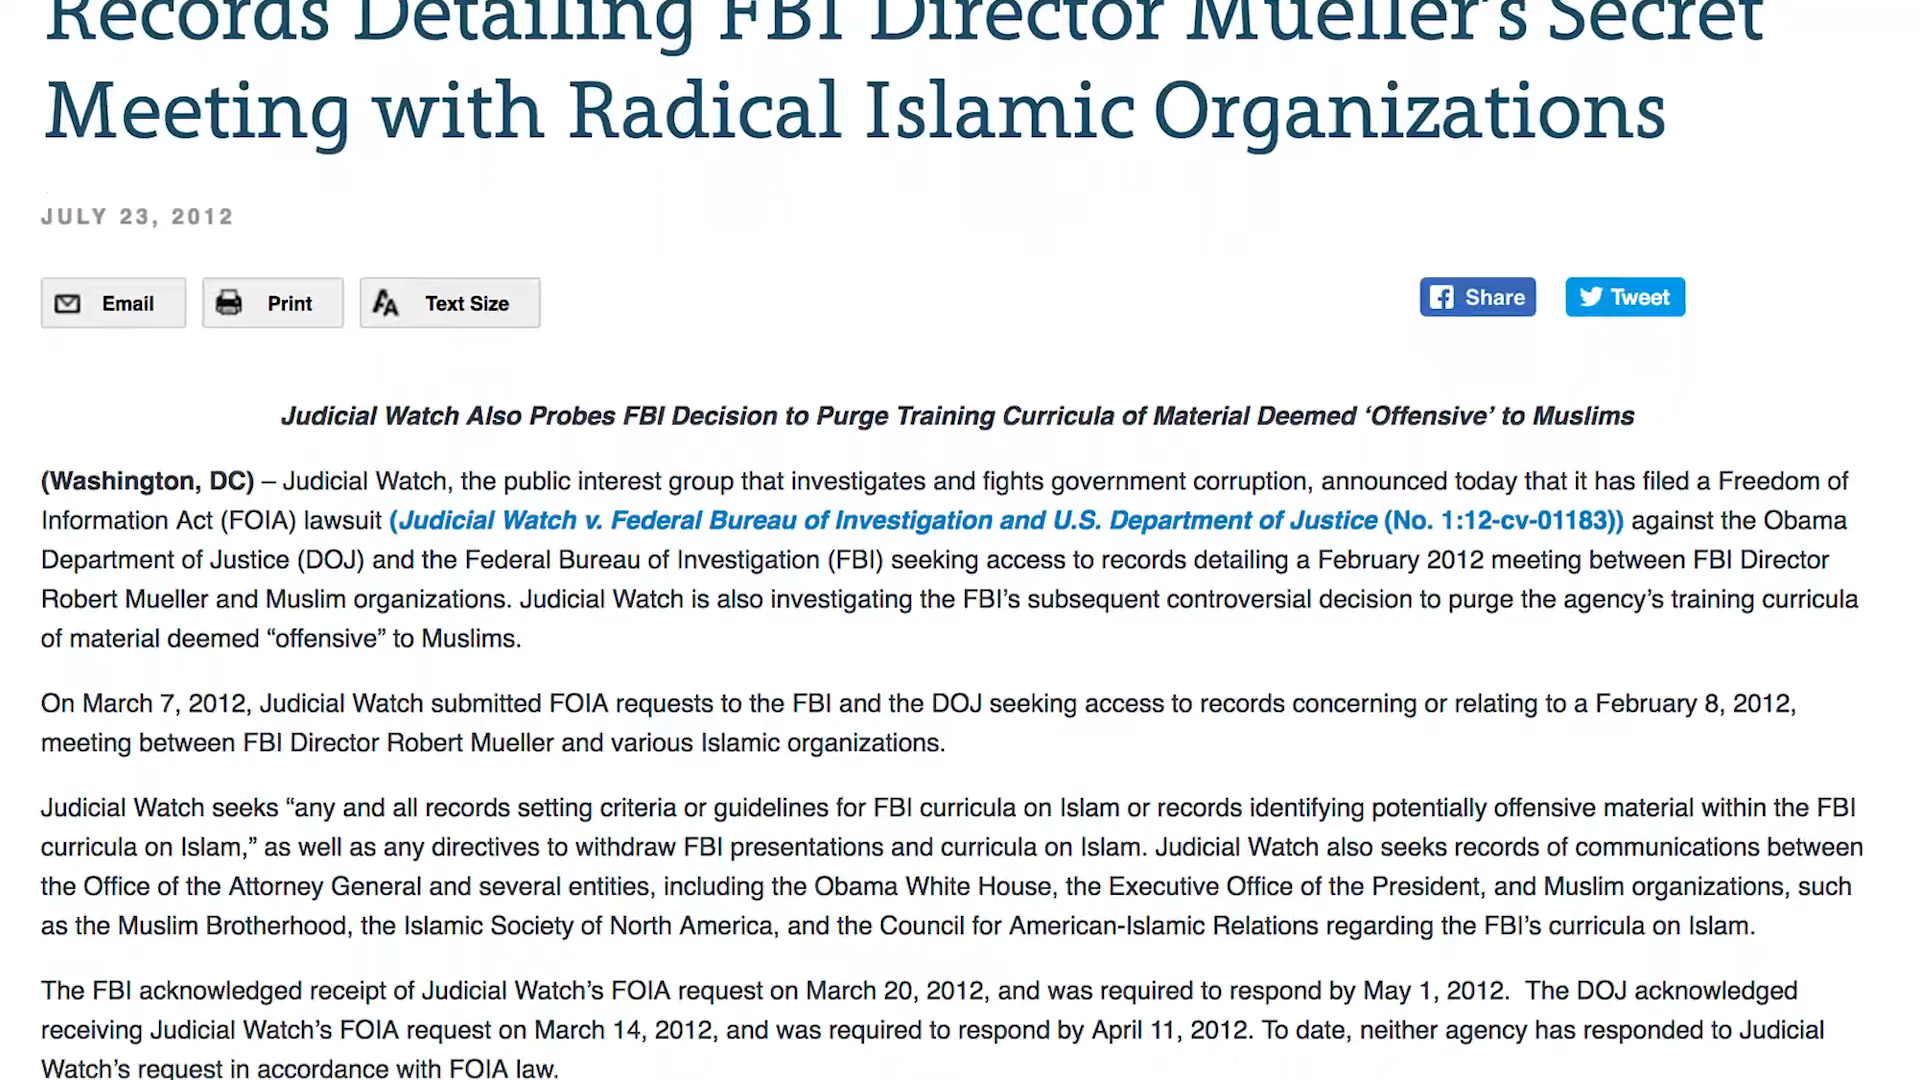 Records Detailing FBI Director Mueller's Secret
Meeting with Radical Islamic Organizations
JULY 23, 2012
Email
Print
Text Size
Share
Tweet
Judicial Watch Also Probes FBI Decision to Purge Training Curricula of Material Deemed ‘Offensive’ to Muslims
(Washington, DC) – Judicial Watch, the public interest group that investigates and fights government corruption, announced today that it has filed a Freedom of
Information Act (FOIA) lawsuit (Judicial Watch v. Federal Bureau of Investigation and U.S. Department of Justice (No. 1:12-cv-01183)) against the Obama
Department of Justice (DOJ) and the Federal Bureau of Investigation (FBI) seeking access to records detailing a February 2012 meeting between FBI Director
Robert Mueller and Muslim organizations. Judicial Watch is also investigating the FBI’s subsequent controversial decision to purge the agency’s training curricula
of material deemed “offensive” to Muslims.
On March 7, 2012, Judicial Watch submitted FOIA requests to the FBI and the DOJ seeking access to records concerning or relating to a February 8, 2012,
meeting between FBI Director Robert Mueller and various Islamic organizations.
Judicial Watch seeks “any and all records setting criteria or guidelines for FBI curricula on Islam or records identifying potentially offensive material within the FBI
curricula on Islam,” as well as any directives to withdraw FBI presentations and curricula on Islam. Judicial Watch also seeks records of communications between
the Office of the Attorney General and several entities, including the Obama White House, the Executive Office of the President, and Muslim organizations, such
as the Muslim Brotherhood, the Islamic Society of North America, and the Council for American-Islamic Relations regarding the FBI’s curricula on Islam.
The FBI acknowledged receipt of Judicial Watch’s FOIA request on March 20, 2012, and was required to respond by May 1, 2012. The DOJ acknowledged
receiving Judicial Watch’s FOIA request on March 14, 2012, and was required to respond by April 11, 2012. To date, neither agency has responded to Judicial
Watch’s request in accordance with FOIA law.